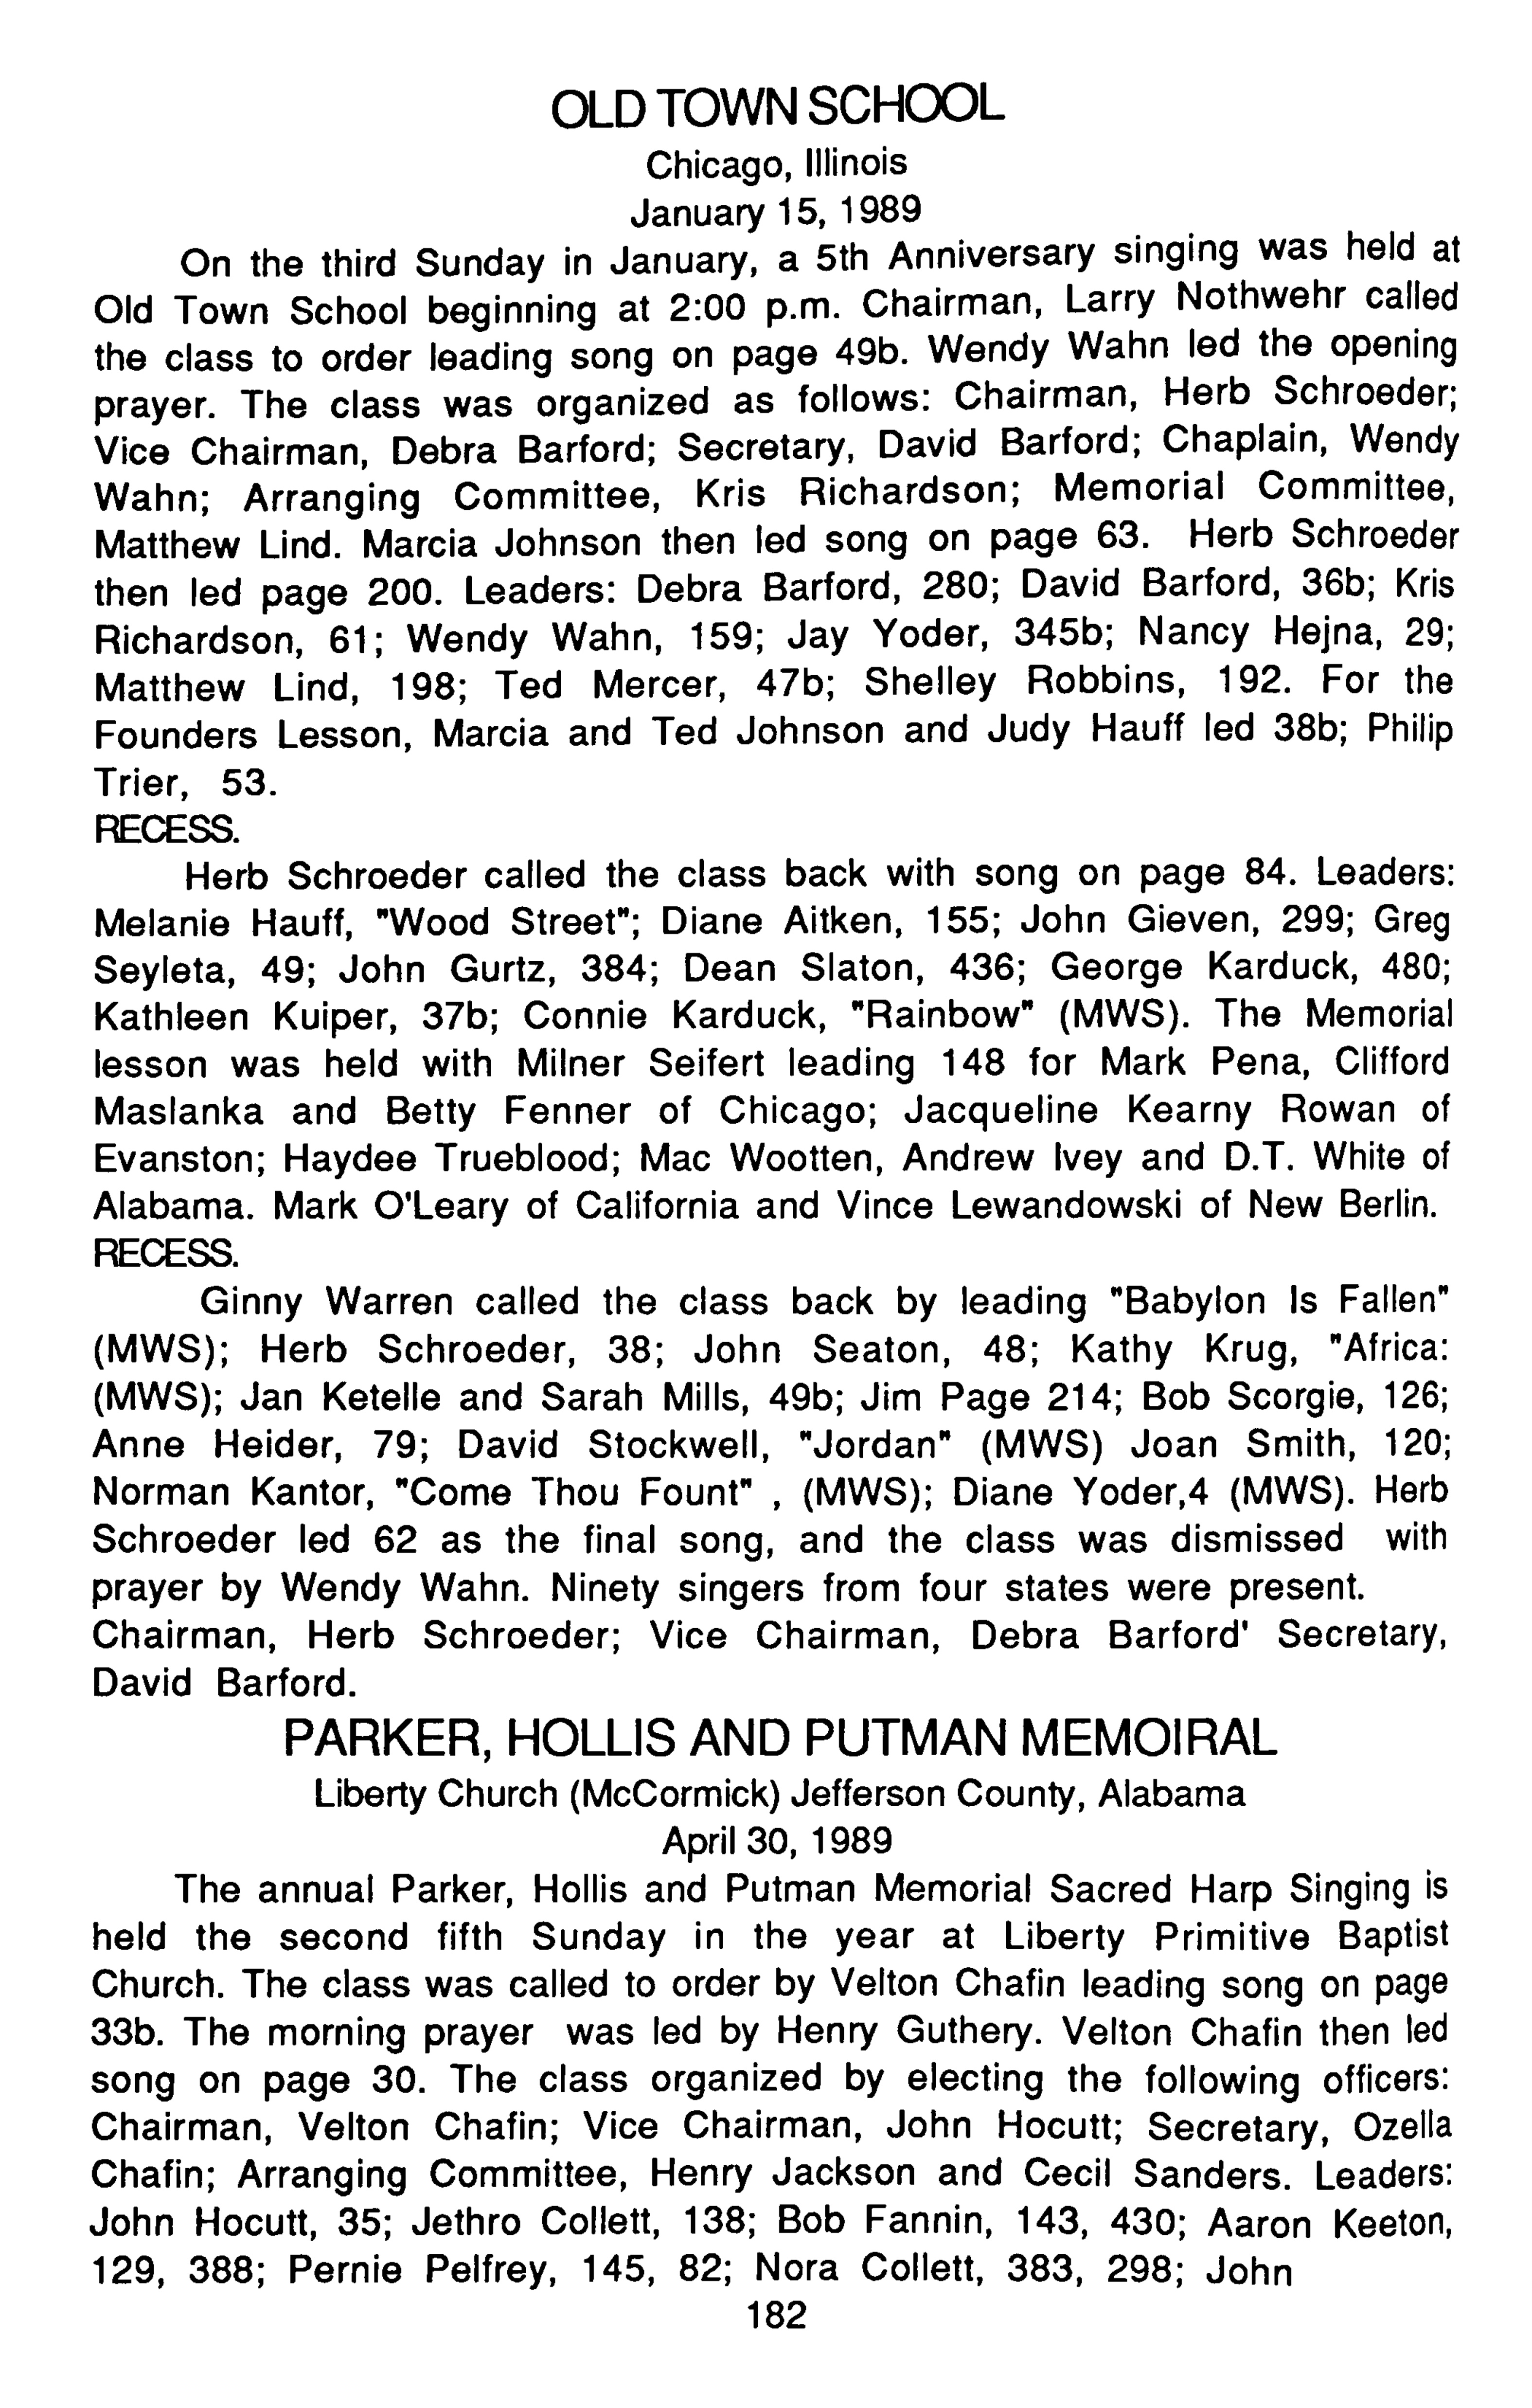 OLD TOWN SCHOOL
Chicago, Illinois
January 15, 1989
On the third Sunday in January, a 5th Anniversary singing was held at
Old Town School beginning at 2:00 p.m. Chairman, Larry Nothwehr called
the class to order leading song on page 49b. Wendy Wahn led the opening
prayer. The class was organized as follows: Chairman, Herb Schroeder;
Vice Chairman, Debra Barford; Secretary, David Barford; Chaplain, Wendy
Wahn; Arranging Committee, Kris Richardson; Memorial Committee,
Matthew Lind. Marcia Johnson then led song on page 63. Herb Schroeder
then led page 200. Leaders: Debra Barford, 280; David Barford, 36b; Kris
Richardson, 61; Wendy Wahn, 159; Jay Yoder, 345b; Nancy Hejna, 29;
Matthew Lind, 198; Ted Mercer, 47b; Shelley Robbins, 192. For the
Founders Lesson, Marcia and Ted Johnson and Judy Hauff led 38b; Philip
Trier, 53.
RECESS.
Herb Schroeder called the class back with song on page 84. Leaders:
Melanie Hauff, "Wood Street"; Diane Aitken, 155; John Gieven, 299; Greg
Seyleta, 49; John Gurtz, 384; Dean Slaton, 436; George Karduck, 480;
Kathleen Kuiper, 37b; Connie Karduck, "Rainbow" (MWS). The Memorial
lesson was held with Milner Seifert leading 148 for Mark Pena, Clifford
Maslanka and Betty Fenner of Chicago; Jacqueline Kearny Rowan of
Evanston; Haydee Trueblood; Mac Wootten, Andrew Ivey and D.T. White of
Alabama. Mark O'Leary of California and Vince Lewandowski of New Berlin.
RECESS.
Ginny Warren called the class back by leading "Babylon Is Fallen"
(MWS); Herb Schroeder, 38; John Seaton, 48; Kathy Krug, "Africa:
(MWS); Jan Ketelle and Sarah Mills, 49b; Jim Page 214; Bob Scorgie, 126;
Anne Heider, 79; David Stockwell, "Jordan" (MWS) Joan Smith, 120;
Norman Kantor, "Come Thou Fount" , (MWS); Diane Yoder,4 (MWS). Herb
Schroeder led 62 as the final song, and the class was dismissed with
prayer by Wendy Wahn. Ninety singers from four states were present.
Chairman, Herb Schroeder; Vice Chairman, Debra Barford' Secretary,
David Barford.
PARKER, HOLLIS AND PUTMAN MEMOIRAL
Liberty Church (McCormick) Jefferson County, Alabama
April 30, 1989
The annual Parker, Hollis and Putman Memorial Sacred Harp Singing is
held the second fifth Sunday in the year at Liberty Primitive Baptist
Church. The class was called to order by Velton Chafin leading song on page
33b. The morning prayer was led by Henry Guthery. Velton Chafin then led
song on page 30. The class organized by electing the following officers:
Chairman, Velton Chafin; Vice Chairman, John Hocutt; Secretary, Ozella
Chafin; Arranging Committee, Henry Jackson and Cecil Sanders. Leaders:
John Hocutt, 35; Jethro Collett, 138; Bob Fannin, 143, 430; Aaron Keeton,
129, 388; Pernie Pelfrey, 145, 82; Nora Collett, 383, 298; John
182